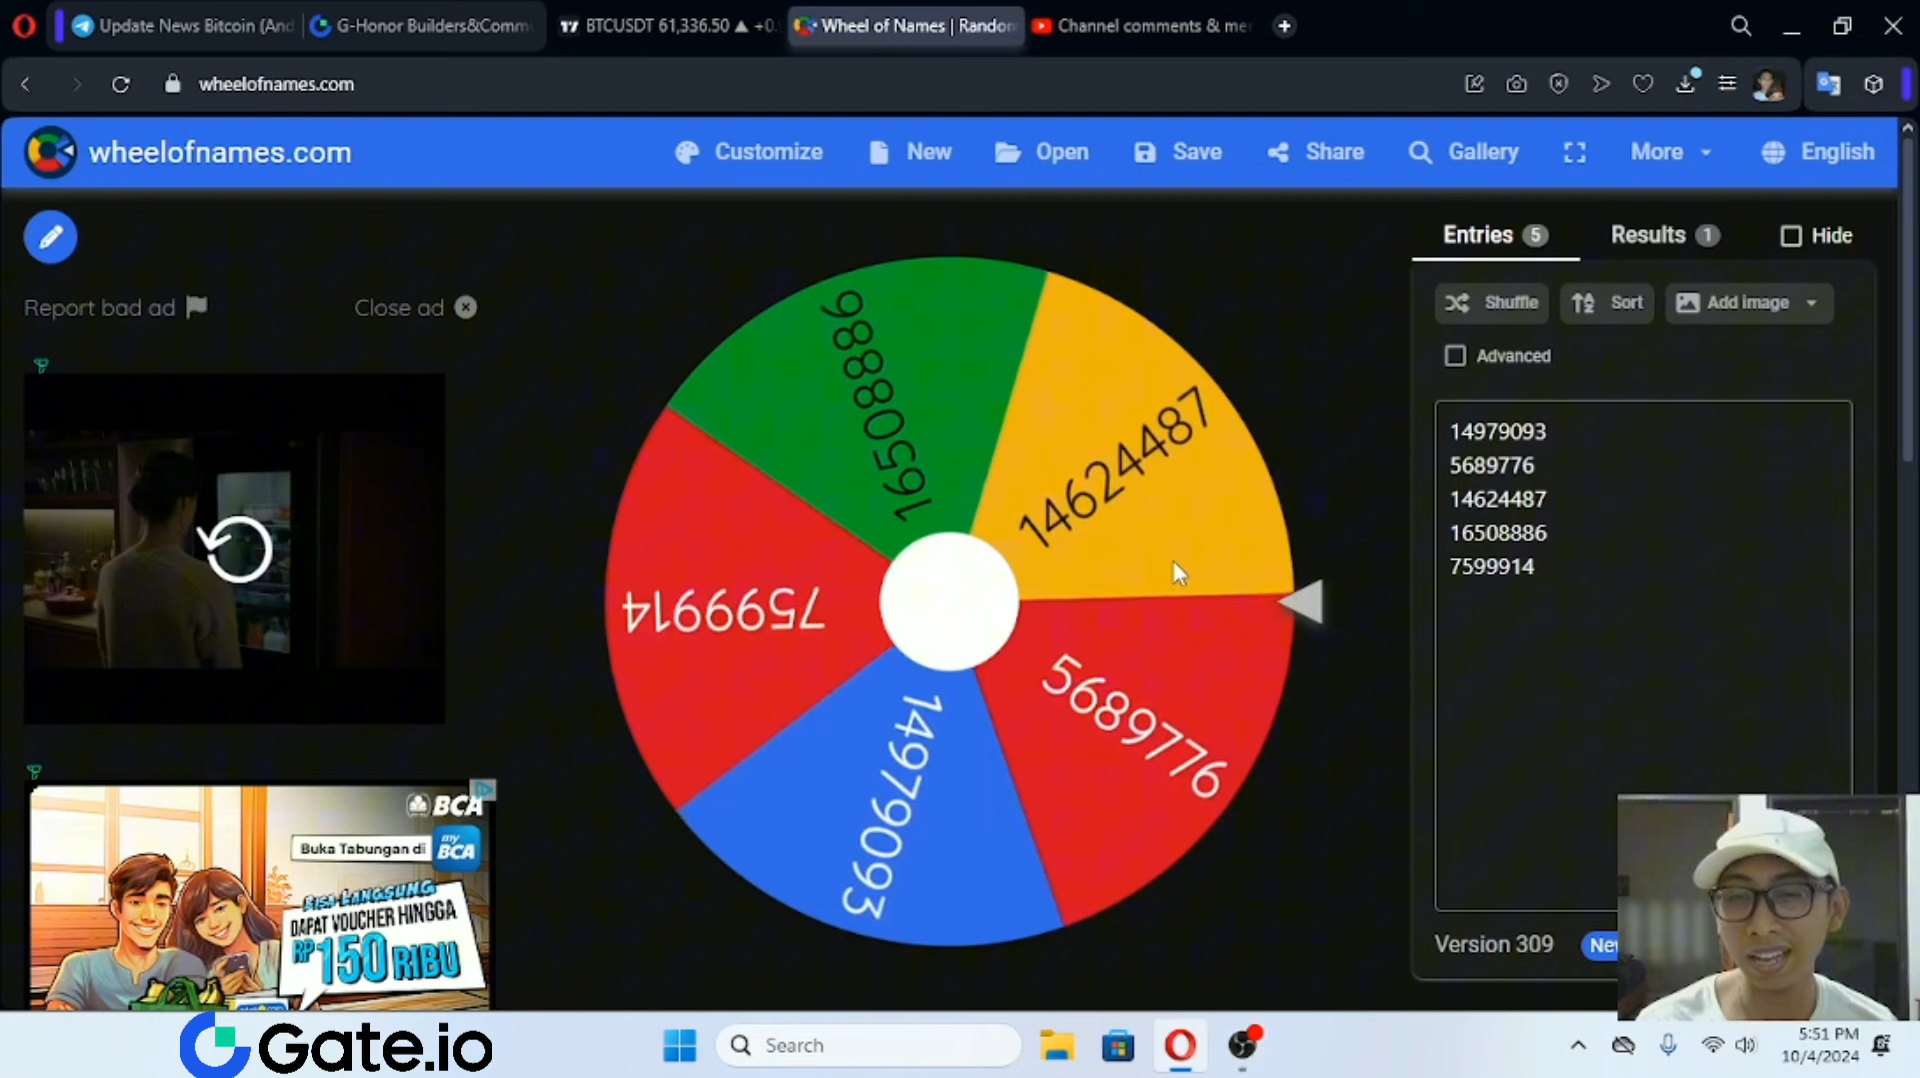 Update News Bitcoin (And
G-Honor Builders&Comm
BTCUSDT 61,336.50 ▲ +0.
Wheel of Names | Random
Channel comments & me
wheelofnames.com
wheelofnames.com
Customize
New
Open
Save
Share
Gallery
More
English
Report bad ad
Close ad
Entries 5
Results 1
Hide
Shuffle
Sort
Add image
Advanced
14979093
5689776
14624487
16508886
7599914
16508886
14624487
7599914
5689776
14979093
BCA
Buka Tabungan di
my
BCA
BISA LANGSUNG
DAPAT VOUCHER HINGGA
RP 150 RIBU
Version 309
New
Gate.io
Search
5:51 PM
10/4/2024